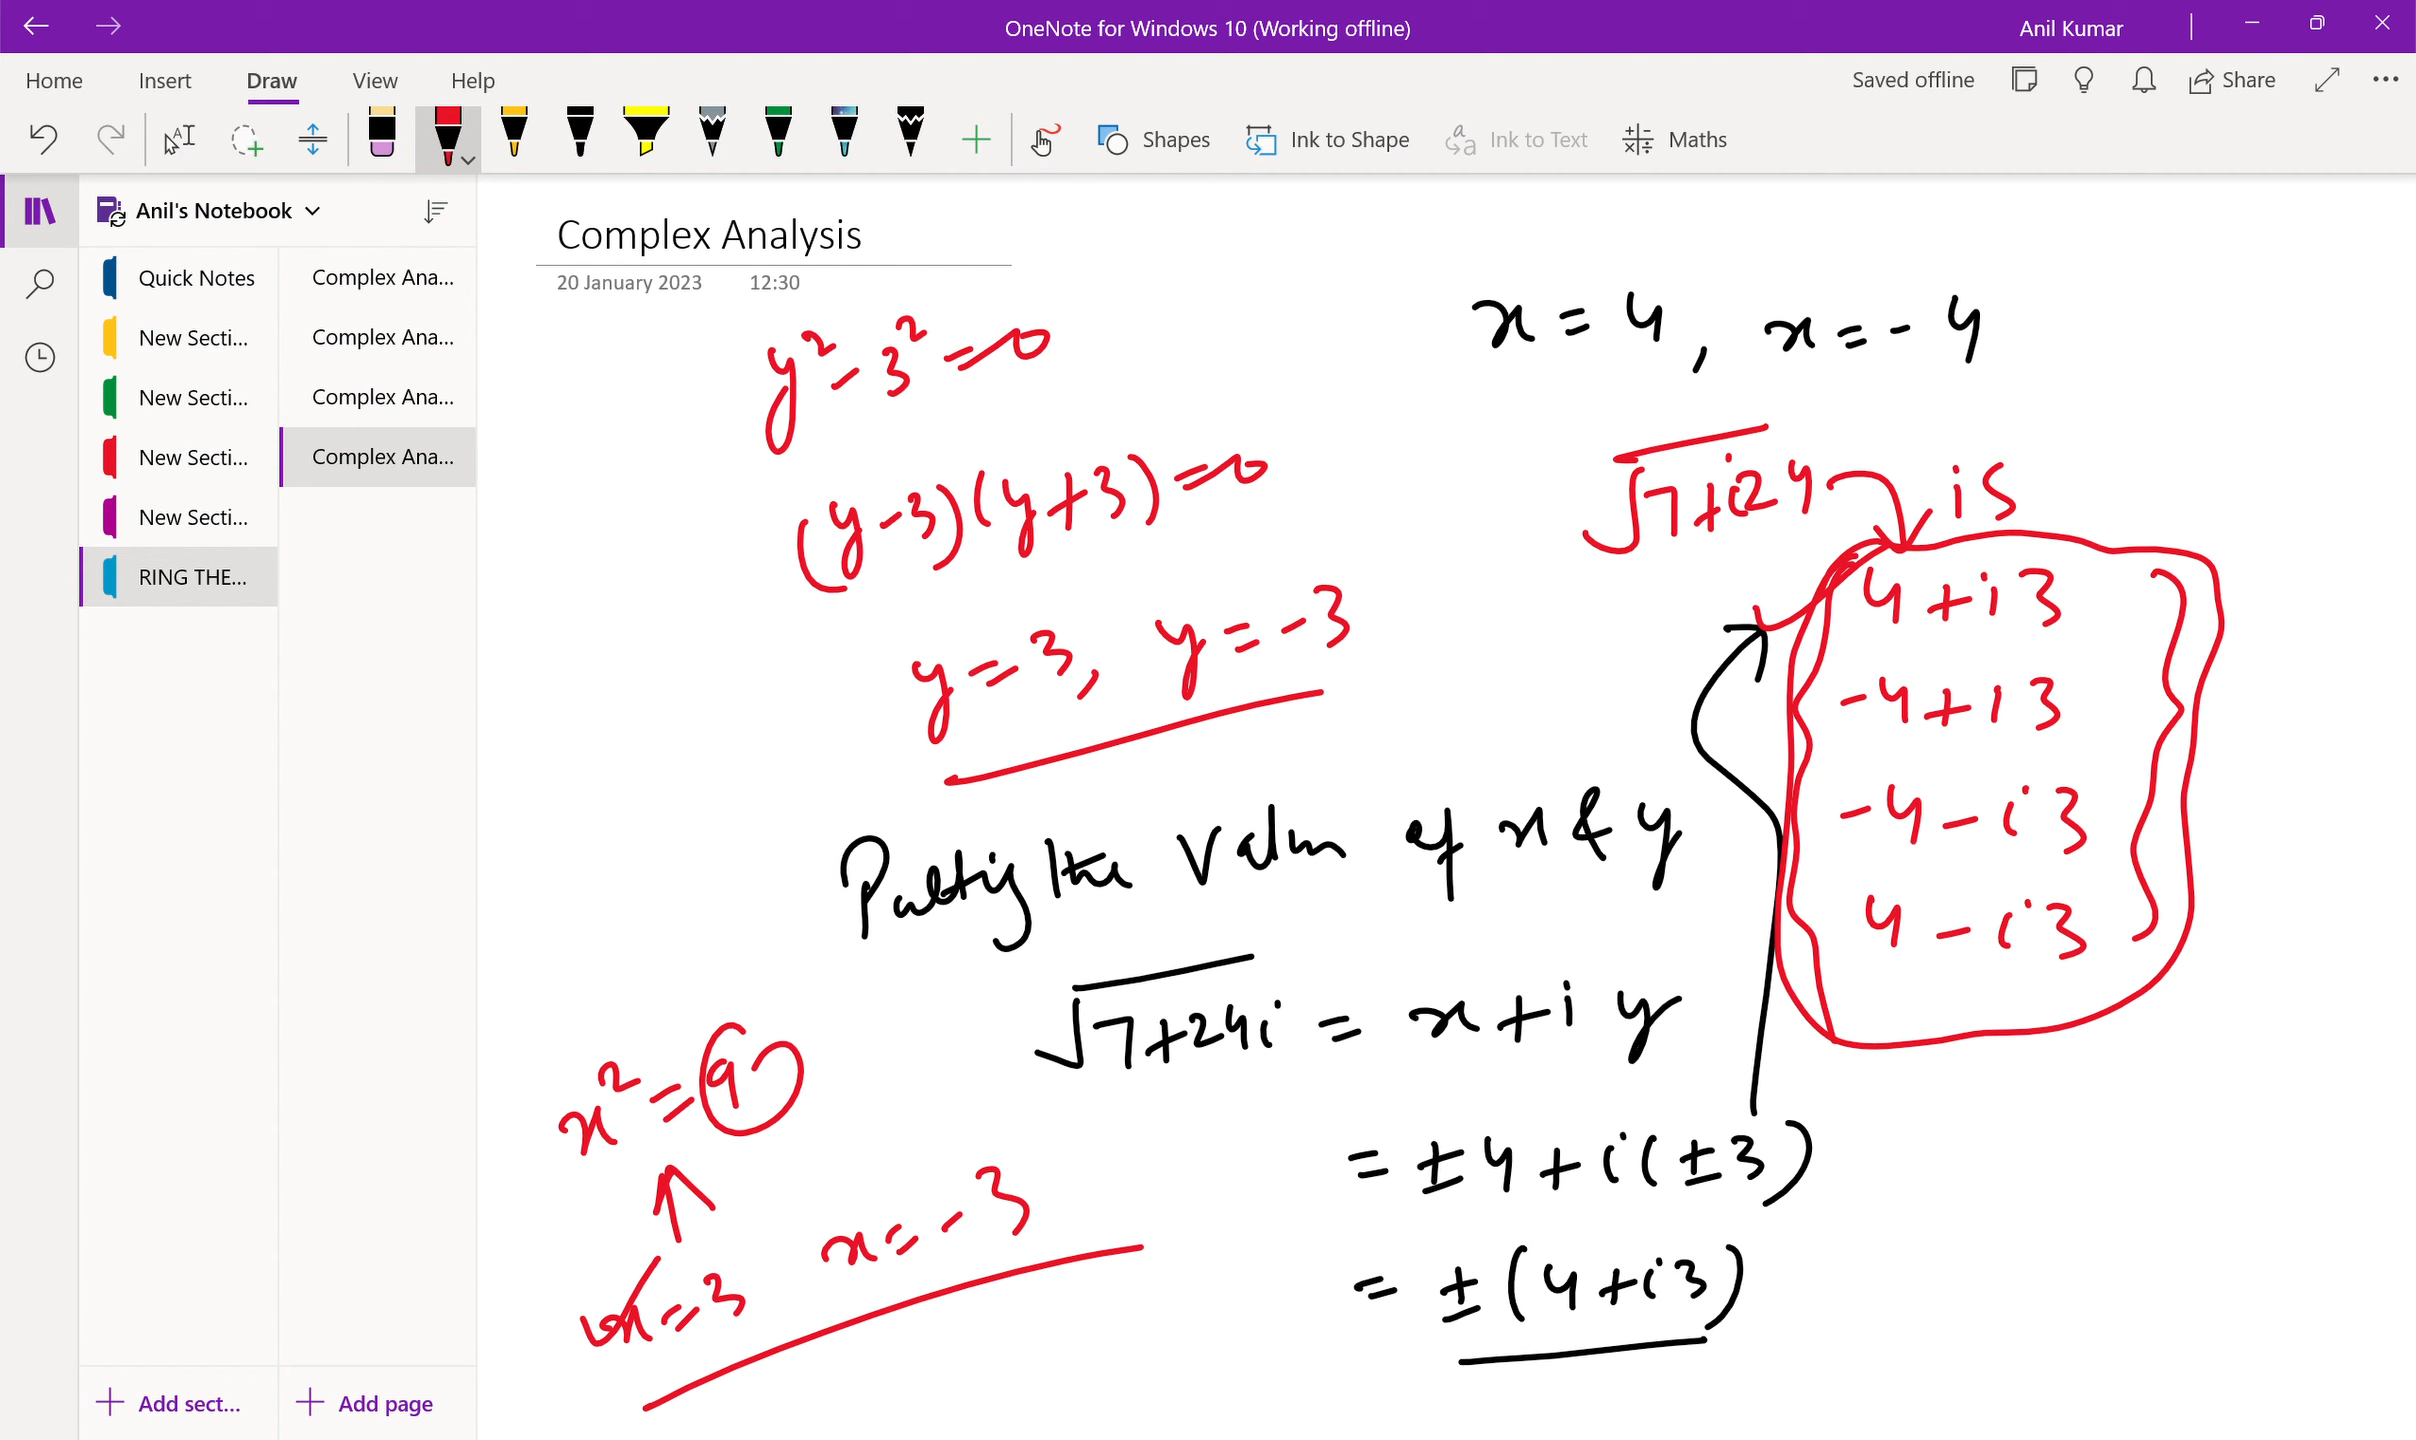 OneNote for Windows 10 (Working offline)
Anil Kumar
Home Insert Draw View Help
Saved offline
Share
Shapes
Ink to Shape
Ink to Text
Maths
Anil's Notebook
Quick Notes
New Secti...
New Secti...
New Secti...
New Secti...
RING THE...
Complex Ana...
Complex Ana...
Complex Ana...
Complex Ana...
Add sect...
Add page
Complex Analysis
20 January 2023 12:30
y² - 3² = 0
(y-3)(y+3) = 0
y = 3, y = -3
x = 4, x = -4
√7+i24 is
4+i3
-4+i3
-4-i3
4-i3
Putting the Value of x & y
√7+24i = x+iy
= ±4+i(±3)
= ±(4+i3)
x² = 9
x = 3 x = -3